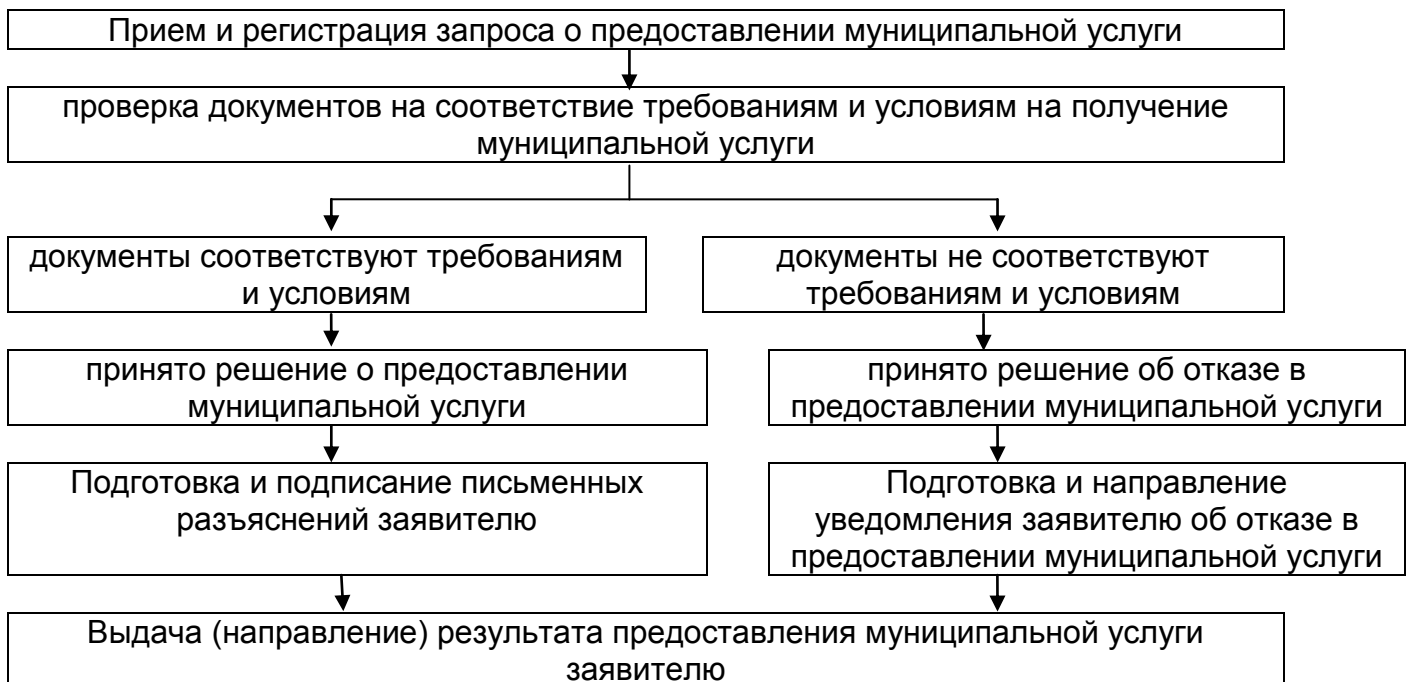 Прием и регистрация запроса о предоставлении муниципальной услуги
проверка документов на соответствие требованиям и условиям на получение
муниципальной услуги
документы соответствуют требованиям
и условиям
документы не соответствуют
требованиям и условиям
принято решение о предоставлении
муниципальной услуги
принято решение об отказе в
предоставлении муниципальной услуги
Подготовка и подписание письменных
разъяснений заявителю
Подготовка и направление
уведомления заявителю об отказе в
предоставлении муниципальной услуги
Выдача (направление) результата предоставления муниципальной услуги
заявителю